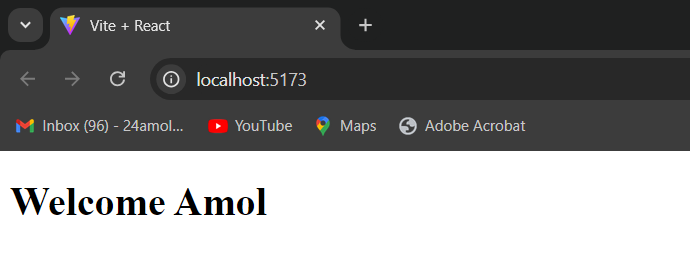 Vite + React
localhost:5173
Inbox (96) - 24amol... YouTube Maps Adobe Acrobat
Welcome Amol